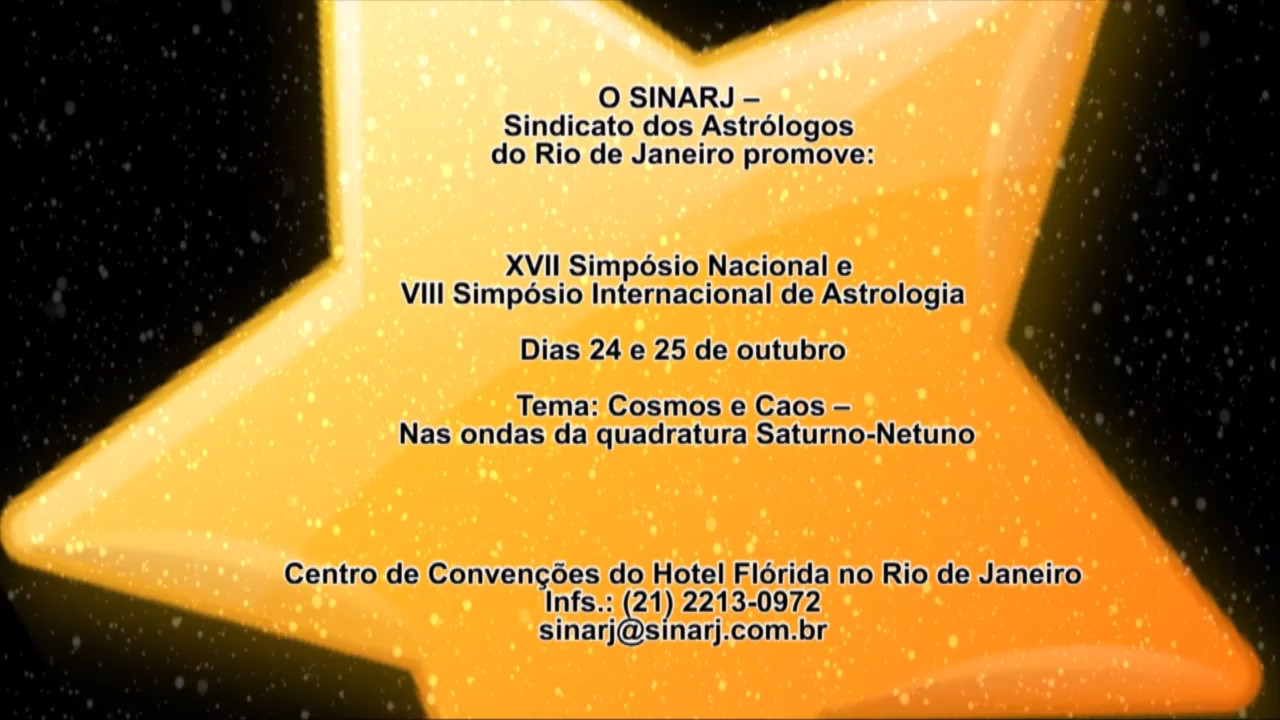 O SINARJ –
Sindicato dos Astrólogos
do Rio de Janeiro promove:
XVII Simpósio Nacional e
VIII Simpósio Internacional de Astrologia
Dias 24 e 25 de outubro
Tema: Cosmos e Caos –
Nas ondas da quadratura Saturno-Netuno
Centro de Convenções do Hotel Flórida no Rio de Janeiro
Infs.: (21) 2213-0972
sinarj@sinarj.com.br